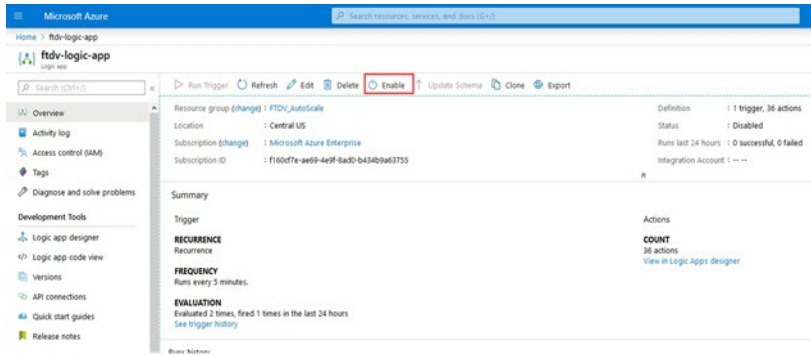 Microsoft Azure
Search resources, services, and docs (G+/)
Home > ftdv-logic-app
ftdv-logic-app
Logic app
Search (Ctrl+/)
«
Run Trigger Refresh Edit Delete Enable Update Schema Clone Export
Overview
Activity log
Access control (IAM)
Tags
Diagnose and solve problems
Development Tools
Logic app designer
Logic app code view
Versions
API connections
Quick start guides
Release notes
Resource group (change) : FTDV_AutoScale
Location : Central US
Subscription (change) : Microsoft Azure Enterprise
Subscription ID : f160df7e-ae69-4e9f-8ad0-b434b9a63755
Definition : 1 trigger, 36 actions
Status : Disabled
Runs last 24 hours : 0 successful, 0 failed
Integration Account : -- --
Summary
Trigger
RECURRENCE
Recurrence
FREQUENCY
Runs every 5 minutes.
EVALUATION
Evaluated 2 times, fired 1 times in the last 24 hours
See trigger history
Actions
COUNT
36 actions
View in Logic Apps designer
Runs history